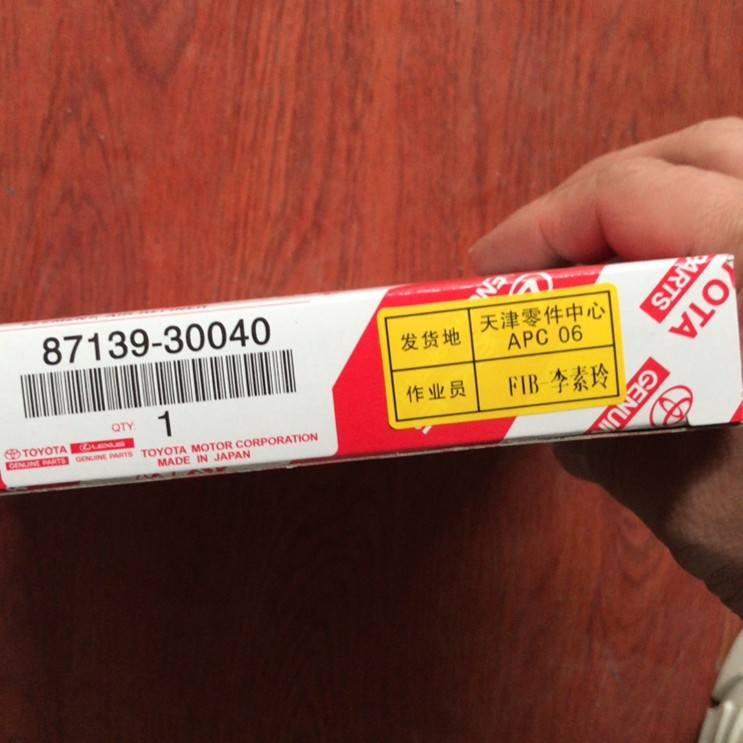 87139-30040
QTY: 1
TOYOTA
GENUINE PARTS
LEXUS
GENUINE PARTS
TOYOTA MOTOR CORPORATION
MADE IN JAPAN
发货地 天津零件中心
APC 06
作业员 FIB-李素玲
PARTS
TOYOTA
GENUIN